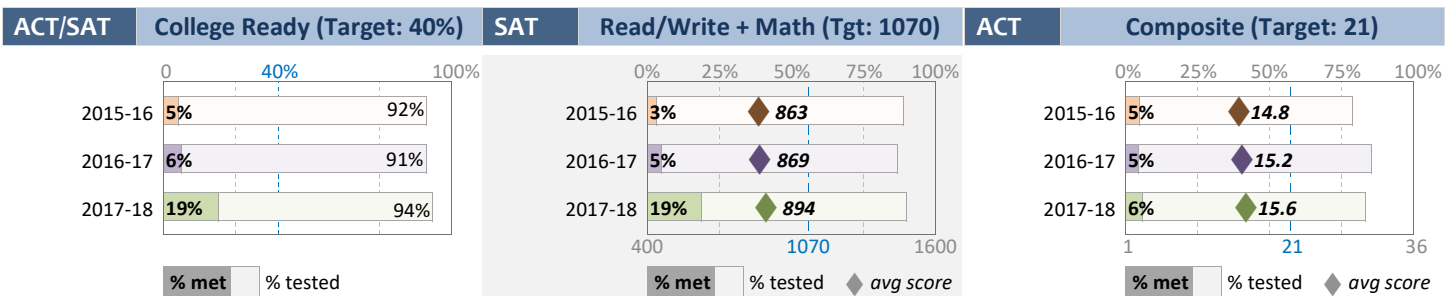 ACT/SAT College Ready (Target: 40%)
0 40% 100%
2015-16 5% 92%
2016-17 6% 91%
2017-18 19% 94%
% met % tested
SAT Read/Write + Math (Tgt: 1070)
0% 25% 50% 75% 100%
2015-16 3% 863
2016-17 5% 869
2017-18 19% 894
400 1070 1600
% met % tested avg score
ACT Composite (Target: 21)
0% 25% 50% 75% 100%
2015-16 5% 14.8
2016-17 5% 15.2
2017-18 6% 15.6
1 21 36
% met % tested avg score